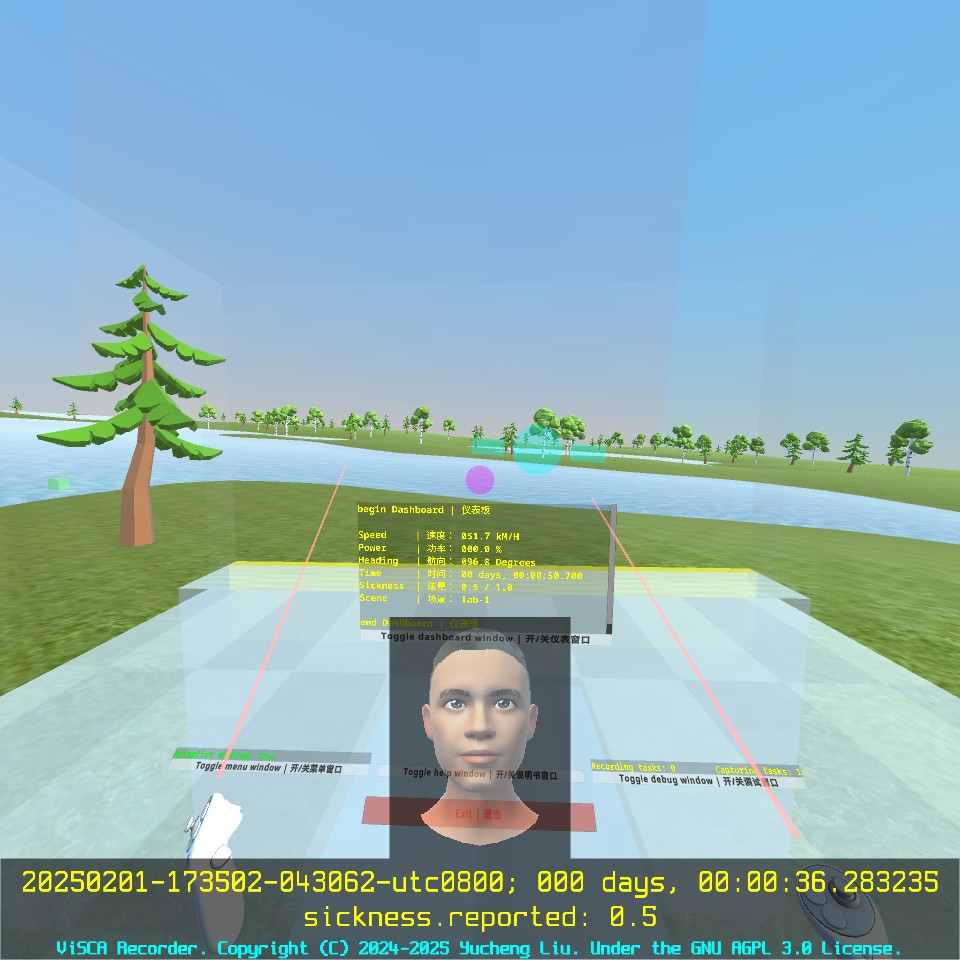 begin Dashboard | 仪表板
Speed | 速度: 051.7 kM/H
Power | 功率: 000.0 %
Heading | 航向: 096.8 Degrees
Time | 时间: 00 days, 00:00:50.700
Sickness | 眩晕: 0.5 / 1.0
Scene | 场景: lab-1
end Dashboard | 仪表板
Toggle dashboard window | 开/关仪表窗口
Toggle menu window | 开/关菜单窗口
Toggle help window | 开/关说明书窗口
Recording tasks: 0 Capturing tasks: 1
Toggle debug window | 开/关调试窗口
Exit | 退出
20250201-173502-043062-utc0800; 000 days, 00:00:36.283235
sickness.reported: 0.5
ViSCA Recorder. Copyright (C) 2024-2025 Yucheng Liu. Under the GNU AGPL 3.0 License.